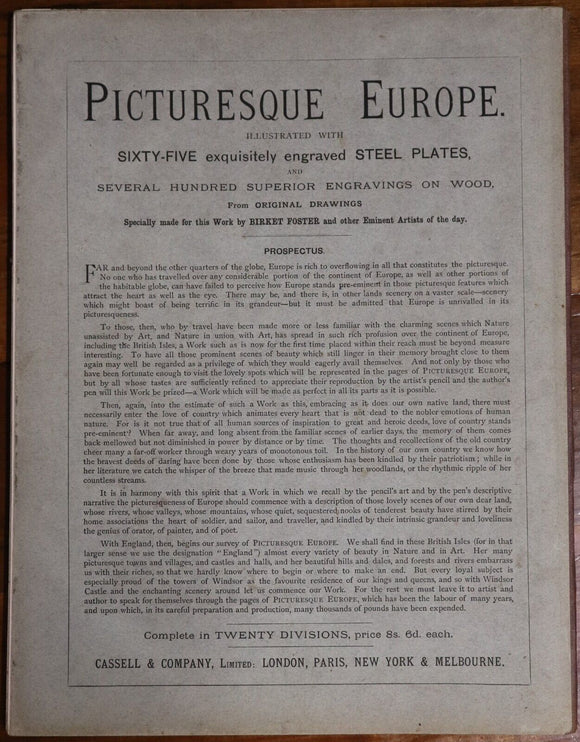 PICTURESQUE EUROPE.
ILLUSTRATED WITH
SIXTY-FIVE exquisitely engraved STEEL PLATES,
AND
SEVERAL HUNDRED SUPERIOR ENGRAVINGS ON WOOD,
From ORIGINAL DRAWINGS
Specially made for this Work by BIRKET FOSTER and other Eminent Artists of the day.
PROSPECTUS.
FAR and beyond the other quarters of the globe, Europe is rich to overflowing in all that constitutes the picturesque.
No one who has travelled over any considerable portion of the continent of Europe, as well as other portions of
the habitable globe, can have failed to perceive how Europe stands pre-eminent in those picturesque features which
attract the heart as well as the eye. There may be, and there is, in other lands scenery on a vaster scale—scenery
which might boast of being terrific in its grandeur—but it must be admitted that Europe is unrivalled in its
picturesqueness.
To those, then, who by travel have been made more or less familiar with the charming scenes which Nature
unassisted by Art, and Nature in union with Art, has spread in such rich profusion over the continent of Europe,
including the British Isles, a Work such as is now for the first time placed within their reach must be beyond measure
interesting. To have all those prominent scenes of beauty which still linger in their memory brought close to them
again may well be regarded as a privilege of which they would eagerly avail themselves. And not only by those who
have been fortunate enough to visit the lovely spots which will be represented in the pages of PICTURESQUE EUROPE,
but by all whose tastes are sufficiently refined to appreciate their reproduction by the artist's pencil and the author's
pen will this Work be prized—a Work which will be made as perfect in all its parts as it is possible.
Then, again, into the estimate of such a Work as this, embracing as it does our own native land, there must
necessarily enter the love of country which animates every heart that is not dead to the nobler emotions of human
nature. For is it not true that of all human sources of inspiration to great and heroic deeds, love of country stands
pre-eminent? When far away, and long absent from the familiar scenes of earlier days, the memory of them comes
back mellowed but not diminished in power by distance or by time. The thoughts and recollections of the old country
cheer many a far-off worker through weary years of monotonous toil. In the history of our own country we know how
the bravest deeds of daring have been done by those whose enthusiasm has been kindled by their patriotism; while in
her literature we catch the whisper of the breeze that made music through her woodlands, or the rhythmic ripple of her
countless streams.
It is in harmony with this spirit that a Work in which we recall by the pencil's art and by the pen's descriptive
narrative the picturesqueness of Europe should commence with a description of those lovely scenes of our own dear land,
whose rivers, whose valleys, whose mountains, whose quiet, sequestered nooks of tenderest beauty have stirred by their
home associations the heart of soldier, and sailor, and traveller, and kindled by their intrinsic grandeur and loveliness
the genius of orator, of painter, and of poet.
With England, then, begins our survey of PICTURESQUE EUROPE. We shall find in these British Isles (for in that
larger sense we use the designation "England") almost every variety of beauty in Nature and in Art. Her many
picturesque towns and villages, and castles and halls, and her beautiful hills and dales, and forests and rivers embarrass
us with their riches, so that we hardly know where to begin or where to make an end. But every loyal subject is
especially proud of the towers of Windsor as the favourite residence of our kings and queens, and so with Windsor
Castle and the enchanting scenery around let us commence our Work. For the rest we must leave it to artist and
author to speak for themselves through the pages of PICTURESQUE EUROPE, which has been the labour of many years,
and upon which, in its careful preparation and production, many thousands of pounds have been expended.
Complete in TWENTY DIVISIONS, price 8s. 6d. each.
CASSELL & COMPANY, LIMITED: LONDON, PARIS, NEW YORK & MELBOURNE.